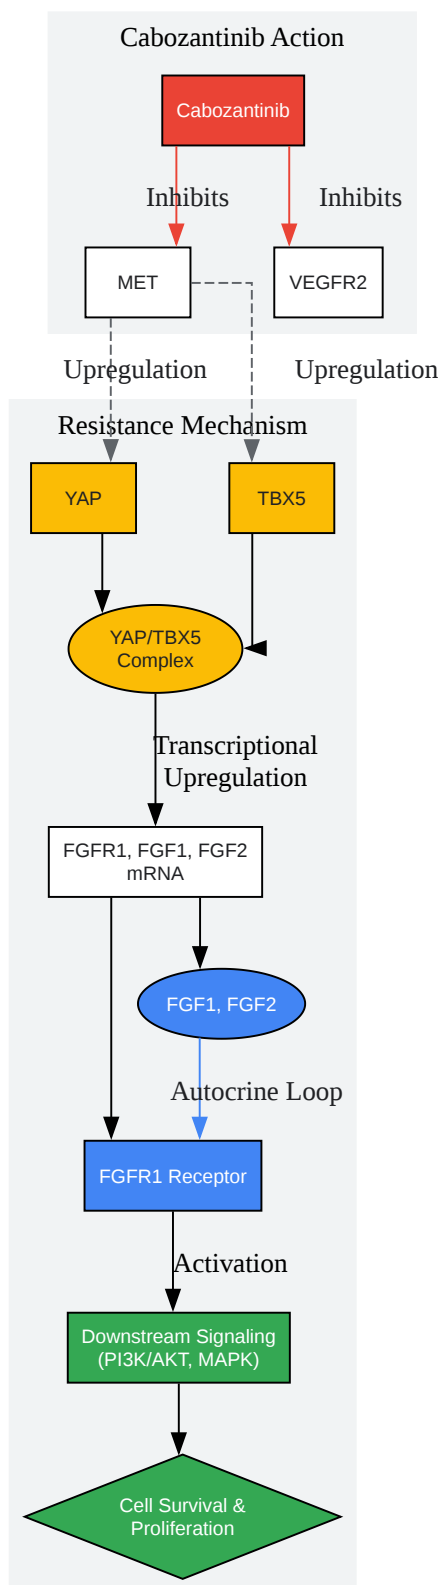 Cabozantinib Action
Cabozantinib
Inhibits
Inhibits
MET
VEGFR2
Upregulation
Upregulation
Resistance Mechanism
YAP
TBX5
YAP/TBX5
Complex
Transcriptional
Upregulation
FGFR1, FGF1, FGF2
mRNA
FGF1, FGF2
Autocrine Loop
FGFR1 Receptor
Activation
Downstream Signaling
(PI3K/AKT, MAPK)
Cell Survival &
Proliferation